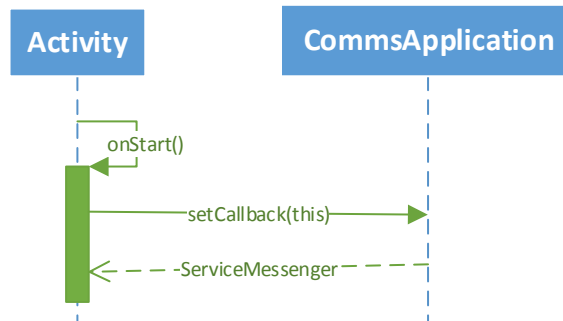 Activity
CommsApplication
onStart()
setCallback(this)
-ServiceMessenger